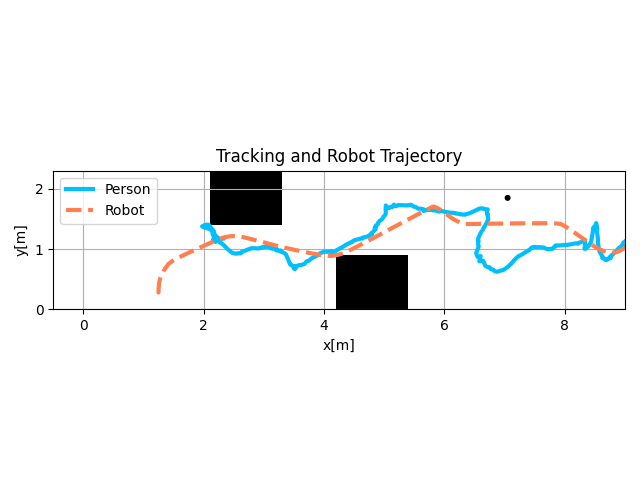 Tracking and Robot Trajectory
Person
Robot
y[m]
2
1
0
0 2 4 6 8
x[m]